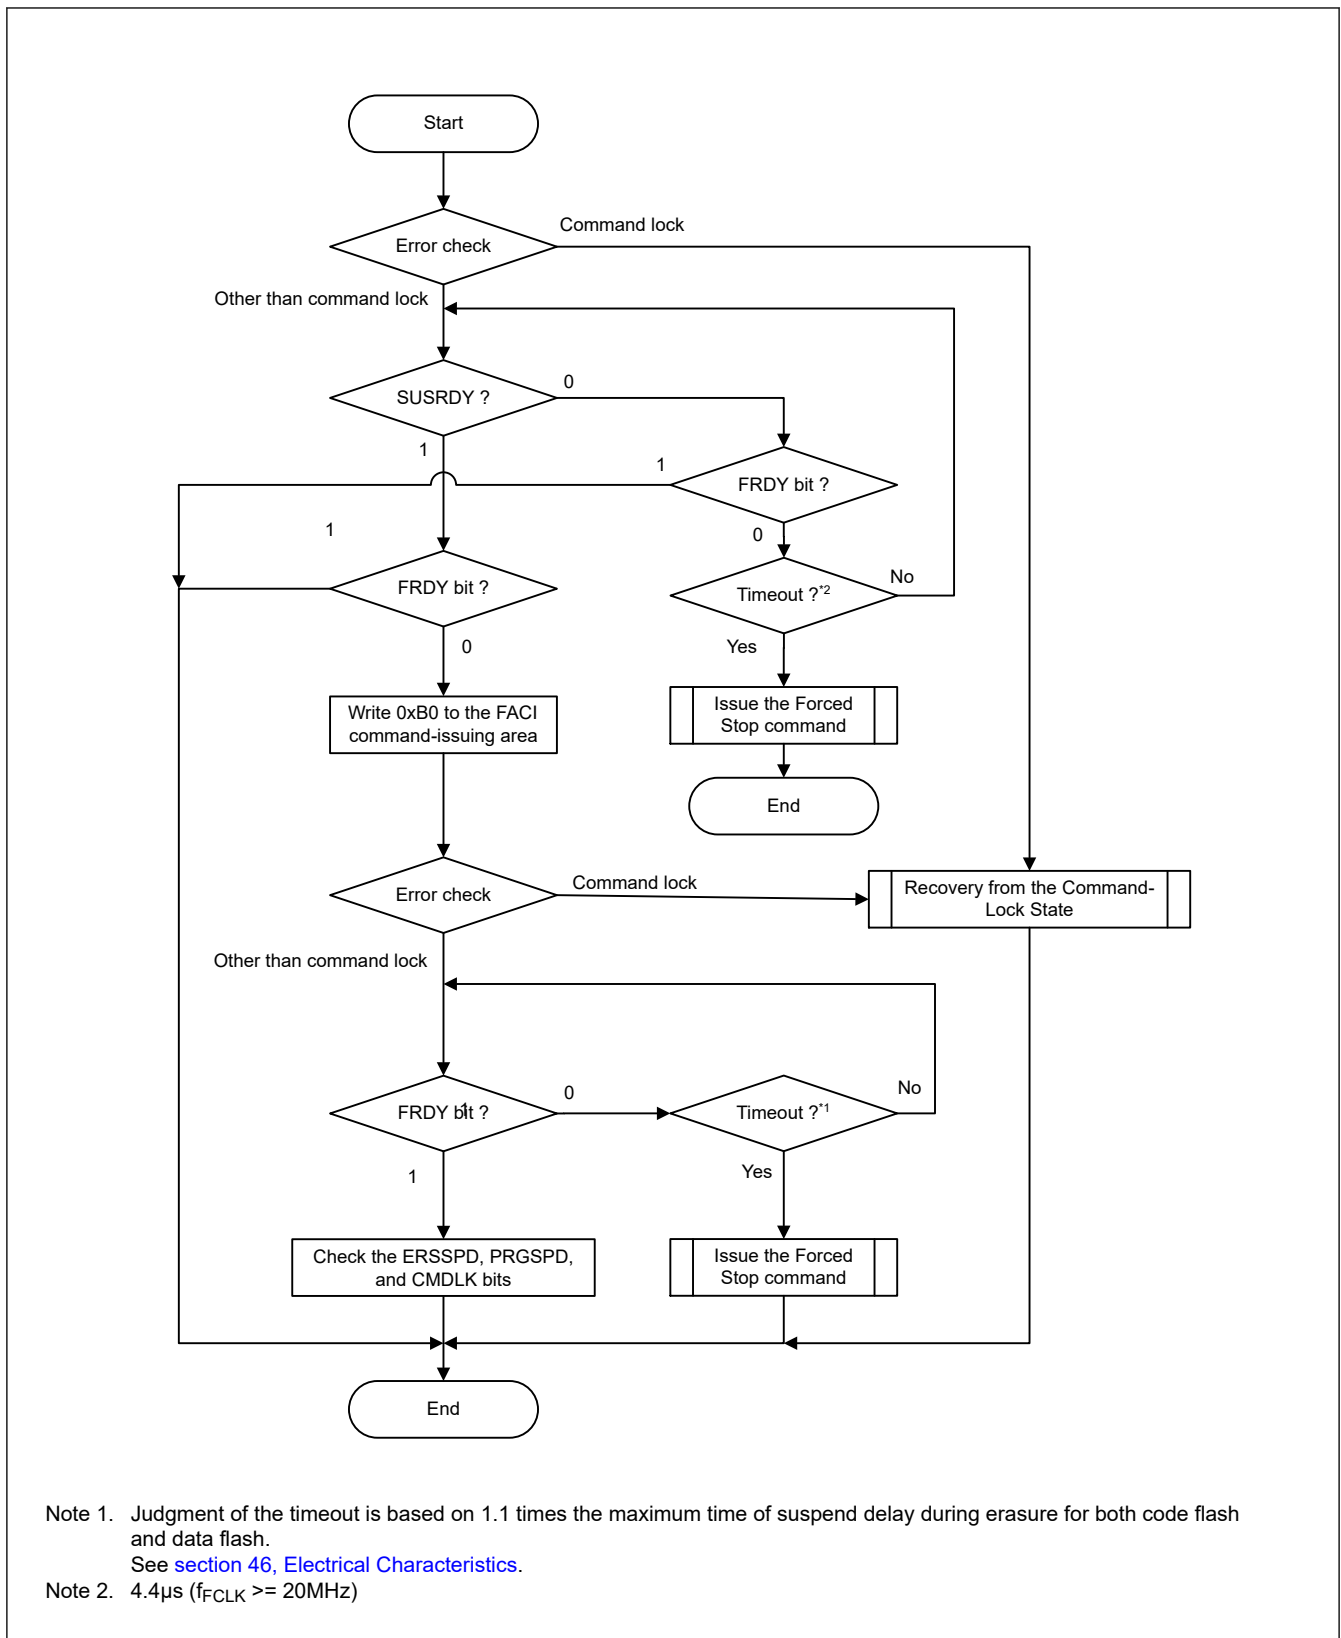 Start
Error check
Command lock
Other than command lock
SUSRDY ?
0
1
1
FRDY bit ?
1
0
FRDY bit ?
Timeout ?*2
No
0
Yes
Write 0xB0 to the FACI
command-issuing area
Issue the Forced
Stop command
End
Error check
Command lock
Recovery from the Command-
Lock State
Other than command lock
FRDY bit ?
1
0
Timeout ?*1
No
1
Yes
Check the ERSSPD, PRGSPD,
and CMDLK bits
Issue the Forced
Stop command
End
Note 1. Judgment of the timeout is based on 1.1 times the maximum time of suspend delay during erasure for both code flash
and data flash.
See section 46, Electrical Characteristics.
Note 2. 4.4µs (fFCLK >= 20MHz)